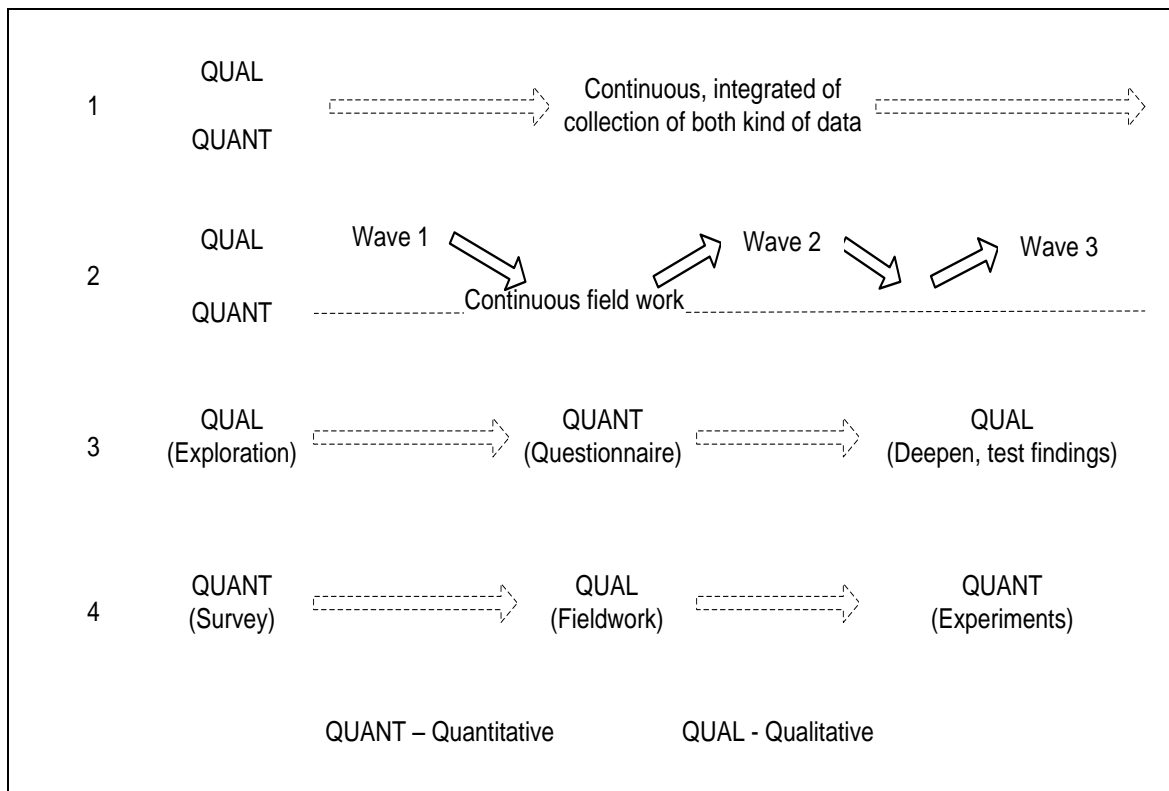 1
QUAL
QUANT
Continuous, integrated of
collection of both kind of data
2
QUAL
QUANT
Wave 1
Continuous field work
Wave 2
Wave 3
3
QUAL
(Exploration)
QUANT
(Questionnaire)
QUAL
(Deepen, test findings)
4
QUANT
(Survey)
QUAL
(Fieldwork)
QUANT
(Experiments)
QUANT – Quantitative
QUAL - Qualitative